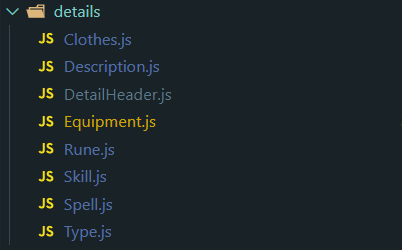 details
JS Clothes.js
JS Description.js
JS DetailHeader.js
JS Equipment.js
JS Rune.js
JS Skill.js
JS Spell.js
JS Type.js